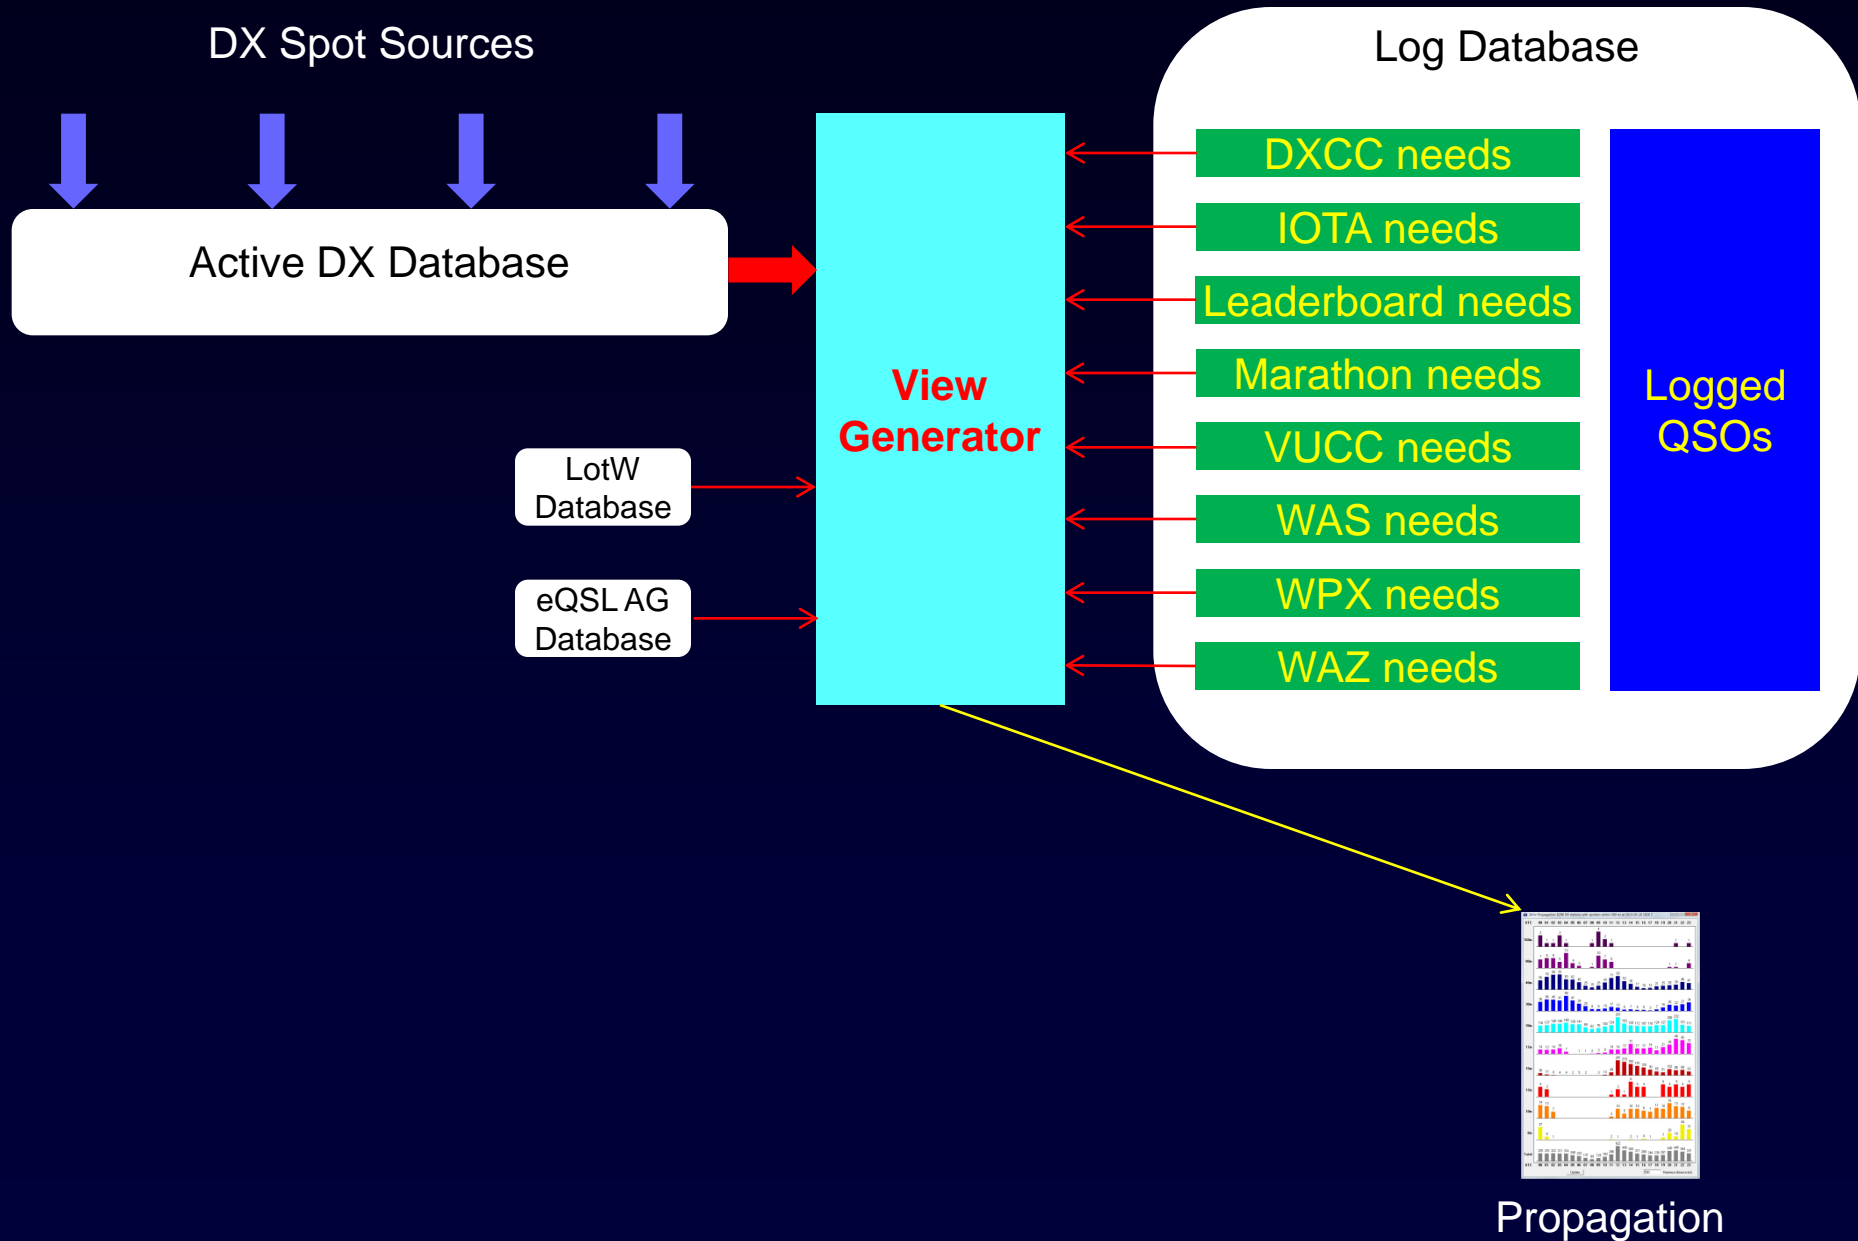 DX Spot Sources
Log Database
Active DX Database
DXCC needs
IOTA needs
Leaderboard needs
Marathon needs
VUCC needs
WAS needs
WPX needs
WAZ needs
View
Generator
Logged
QSOs
LotW
Database
eQSL AG
Database
Propagation